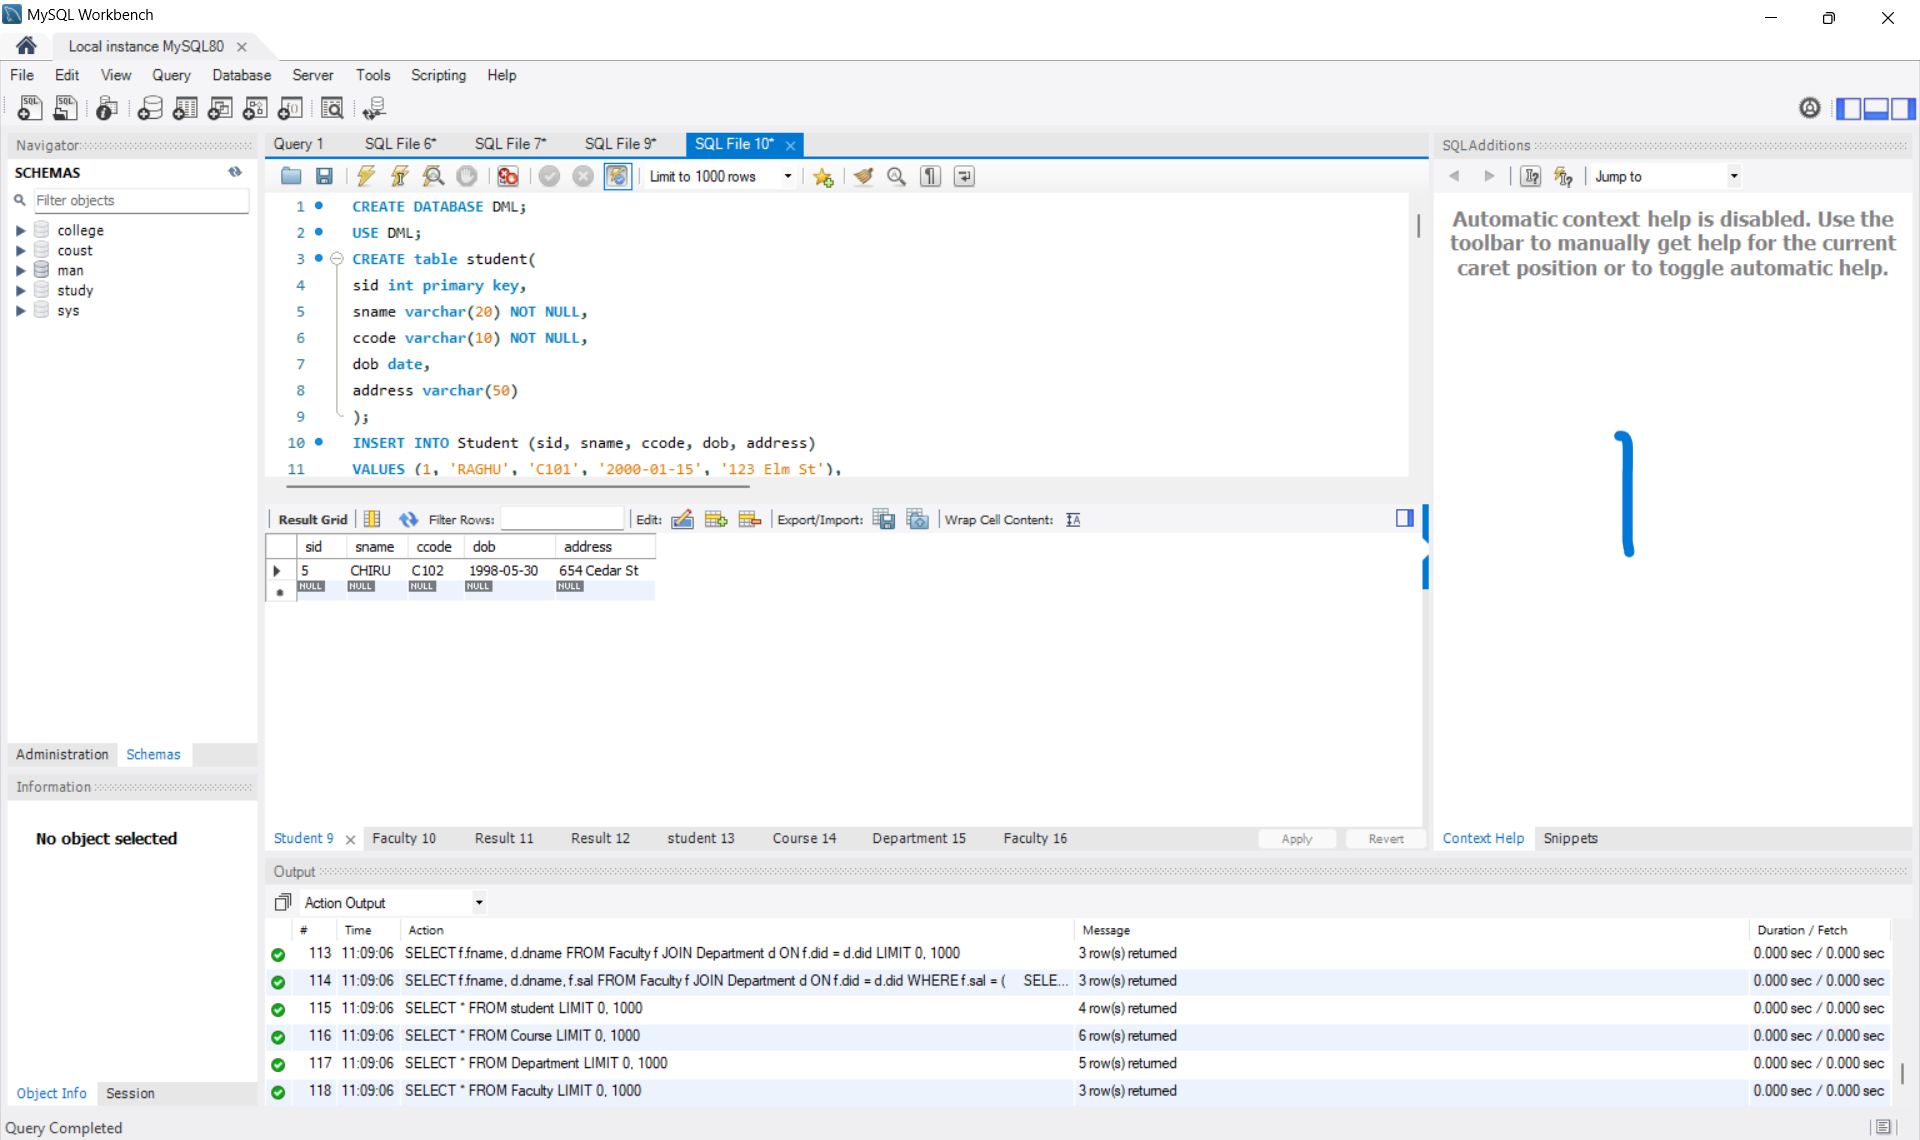 MySQL Workbench
Local instance MySQL80
File Edit View Query Database Server Tools Scripting Help
Navigator
SCHEMAS
Filter objects
college
coust
man
study
sys
Administration Schemas
Information
No object selected
Object Info Session
Query Completed
Query 1 SQL File 6* SQL File 7* SQL File 9* SQL File 10*
Limit to 1000 rows
1 CREATE DATABASE DML;
2 USE DML;
3 CREATE table student(
4 sid int primary key,
5 sname varchar(20) NOT NULL,
6 ccode varchar(10) NOT NULL,
7 dob date,
8 address varchar(50)
9 );
10 INSERT INTO Student (sid, sname, ccode, dob, address)
11 VALUES (1, 'RAGHU', 'C101', '2000-01-15', '123 Elm St'),
Result Grid Filter Rows: Edit: Export/Import: Wrap Cell Content:
sid sname ccode dob address
5 CHIRU C102 1998-05-30 654 Cedar St
NULL NULL NULL NULL NULL
Student 9 Faculty 10 Result 11 Result 12 student 13 Course 14 Department 15 Faculty 16
Apply Revert
SQLAdditions
Jump to
Automatic context help is disabled. Use the
toolbar to manually get help for the current
caret position or to toggle automatic help.
Context Help Snippets
Output
Action Output
# Time Action Message Duration / Fetch
113 11:09:06 SELECT f.fname, d.dname FROM Faculty f JOIN Department d ON f.did = d.did LIMIT 0, 1000 3 row(s) returned 0.000 sec / 0.000 sec
114 11:09:06 SELECT f.fname, d.dname, f.sal FROM Faculty f JOIN Department d ON f.did = d.did WHERE f.sal = ( SELE... 3 row(s) returned 0.000 sec / 0.000 sec
115 11:09:06 SELECT * FROM student LIMIT 0, 1000 4 row(s) returned 0.000 sec / 0.000 sec
116 11:09:06 SELECT * FROM Course LIMIT 0, 1000 6 row(s) returned 0.000 sec / 0.000 sec
117 11:09:06 SELECT * FROM Department LIMIT 0, 1000 5 row(s) returned 0.000 sec / 0.000 sec
118 11:09:06 SELECT * FROM Faculty LIMIT 0, 1000 3 row(s) returned 0.000 sec / 0.000 sec